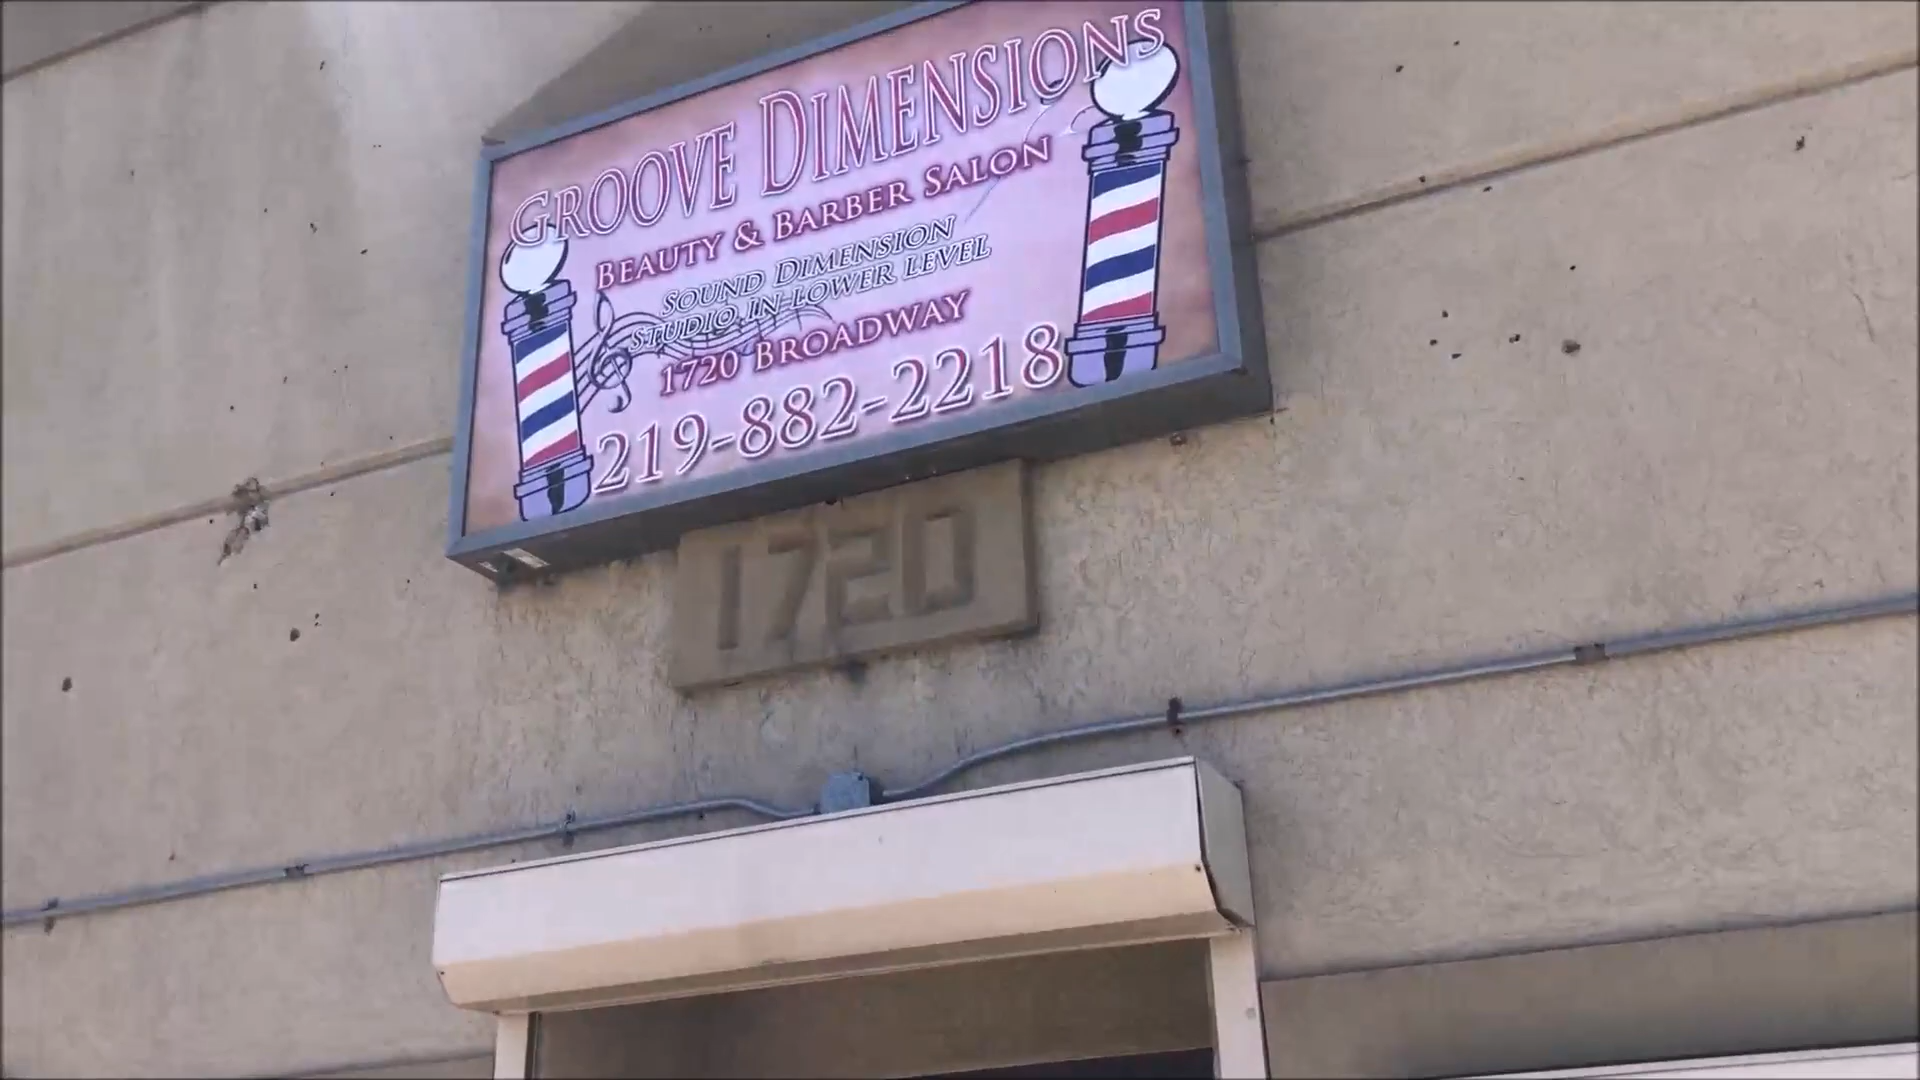 GROOVE DIMENSIONS
BEAUTY & BARBER SALON
SOUND DIMENSION
STUDIO IN LOWER LEVEL
1720 BROADWAY
219-882-2218
1720